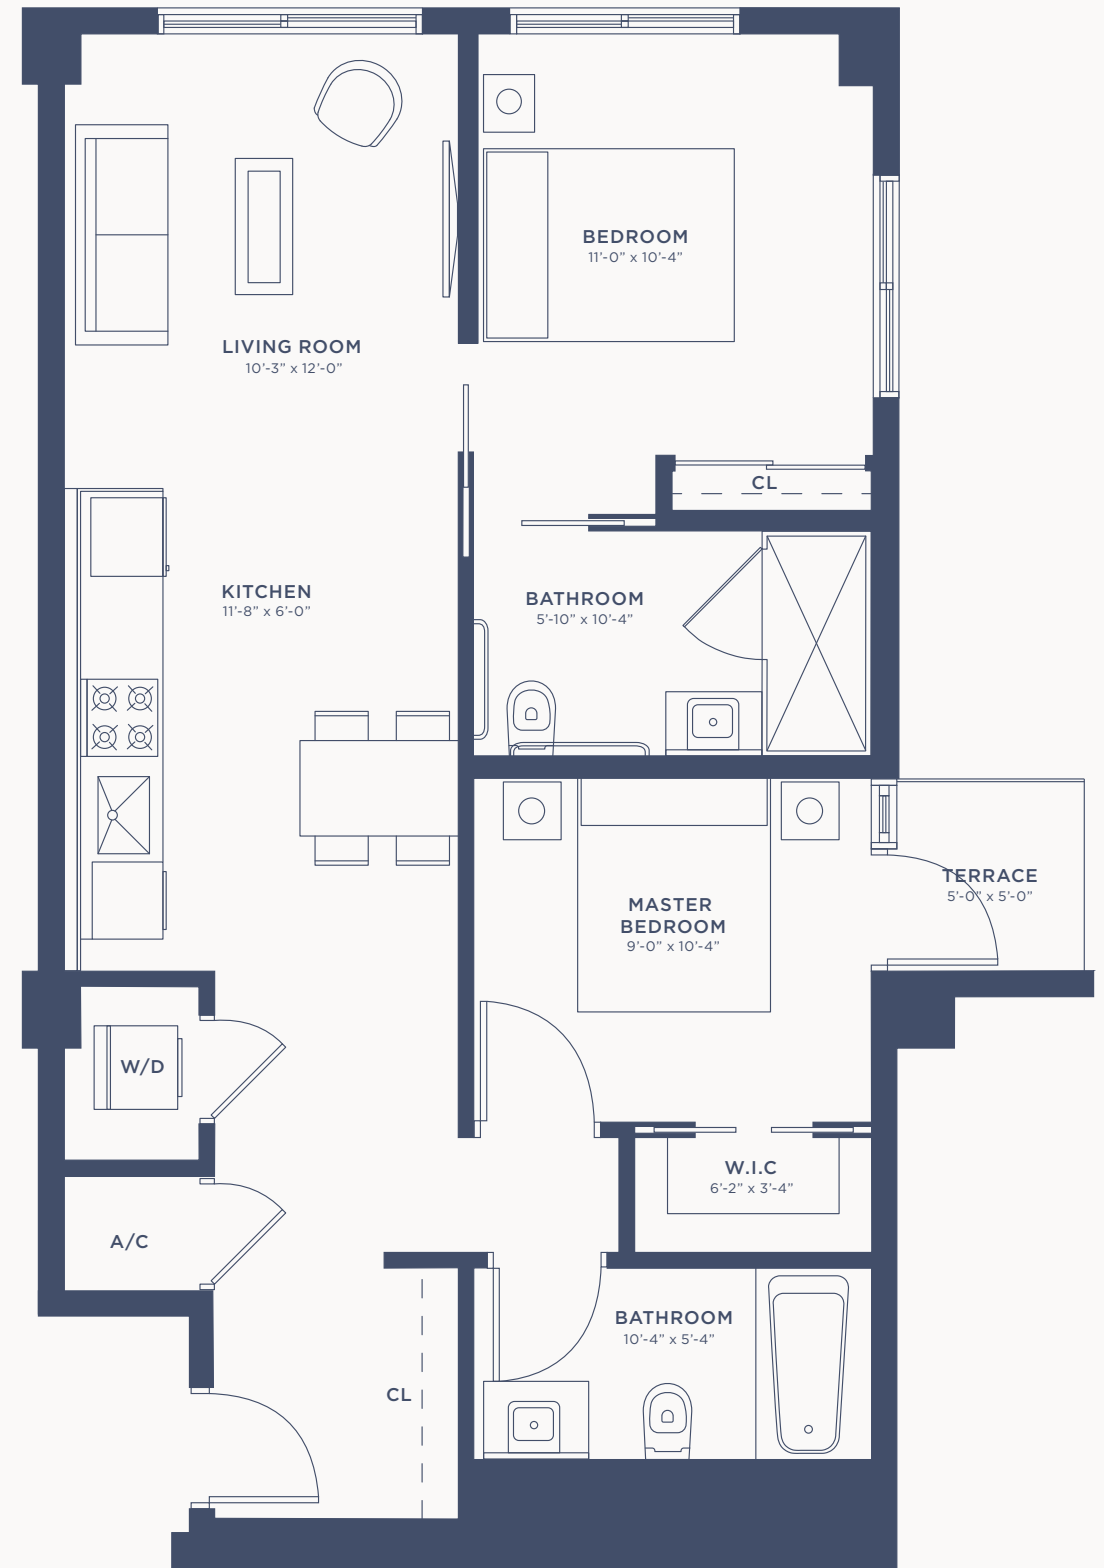 BEDROOM
11’-0” x 10’-4”
LIVING ROOM
10’-3” x 12’-0”
CL
KITCHEN
11’-8” x 6’-0”
BATHROOM
5’-10” x 10’-4”
TERRACE
5’-0” x 5’-0”
MASTER
BEDROOM
9’-0” x 10’-4”
W/D
W.I.C
6’-2” x 3’-4”
A/C
BATHROOM
10’-4” x 5’-4”
CL